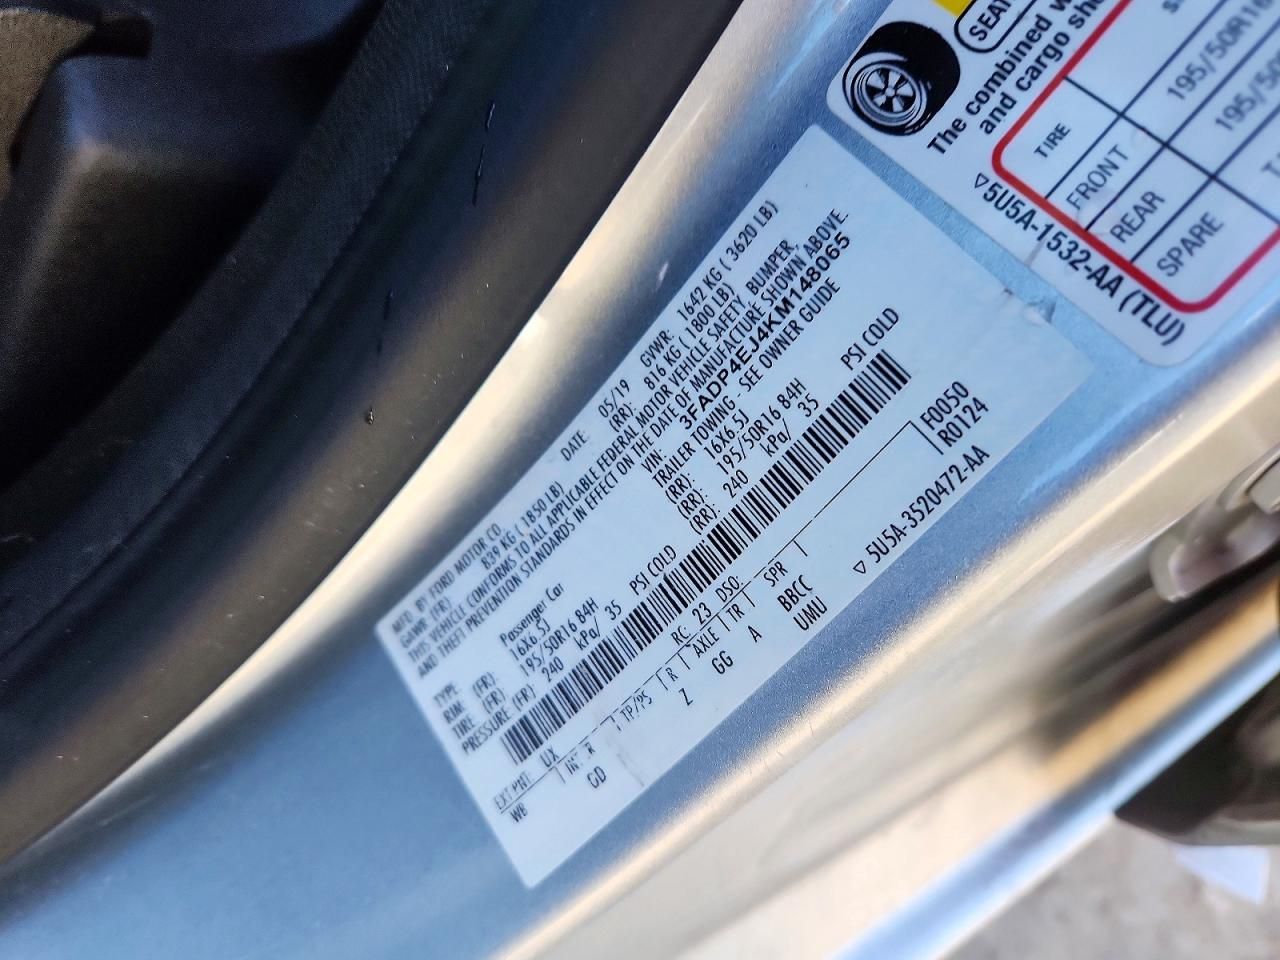 MFD. BY FORD MOTOR CO.
DATE: 05/19 GVWR: 1642 KG ( 3620 LB)
GAWR (FR): 839 KG ( 1850 LB) (RR): 816 KG ( 1800 LB)
THIS VEHICLE CONFORMS TO ALL APPLICABLE FEDERAL MOTOR VEHICLE SAFETY, BUMPER,
AND THEFT PREVENTION STANDARDS IN EFFECT ON THE DATE OF MANUFACTURE SHOWN ABOVE.
VIN: 3FADP4EJ4KM148065
TYPE: Passenger Car TRAILER TOWING - SEE OWNER GUIDE
RIM: (FR): 16X6.5J (RR): 16X6.5J
TIRE (FR): 195/50R16 84H (RR): 195/50R16 84H
PRESSURE (FR): 240 kPa/ 35 PSI COLD (RR): 240 kPa/ 35 PSI COLD
EXT PNT: UX RC: 23 DSO: F0050
R0124
WB INT R TP/PS R AXLE TR SPR
GD Z GG A BBCC
UMU
▽ 5U5A-3520472-AA
SEAT
The combined w
and cargo sh
TIRE
FRONT 195/50R16
REAR 195/50
SPARE
▽5U5A-1532-AA (TLU)